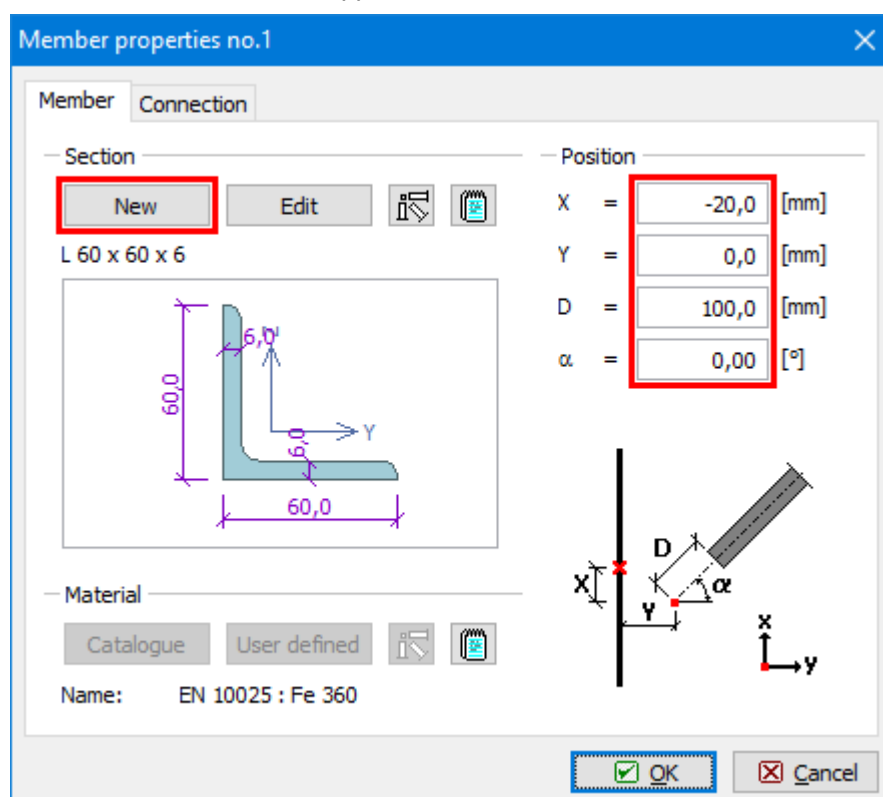 Member properties no.1
Member Connection
Section
New Edit
L 60 x 60 x 6
60,0
6,0
Y
6,0
60,0
Position
X = -20,0 [mm]
Y = 0,0 [mm]
D = 100,0 [mm]
α = 0,00 [°]
D
X
α
Y
x
y
Material
Catalogue User defined
Name: EN 10025 : Fe 360
OK Cancel